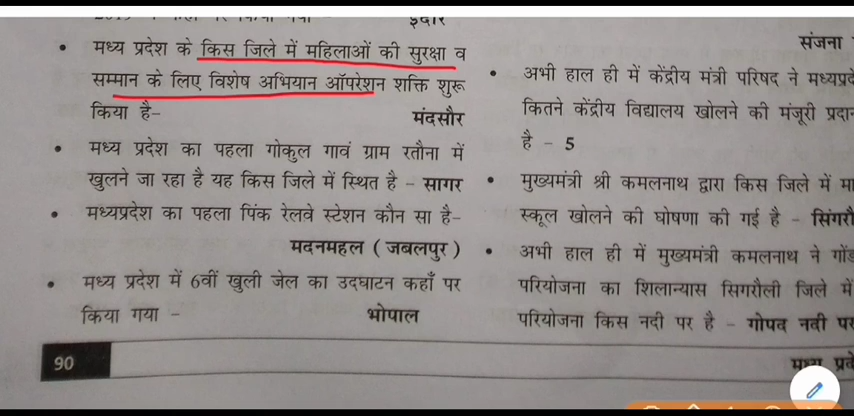 इंदौर
मध्य प्रदेश के किस जिले में महिलाओं की सुरक्षा व
सम्मान के लिए विशेष अभियान ऑपरेशन शक्ति शुरू
किया है- मंदसौर
मध्य प्रदेश का पहला गोकुल गावं ग्राम रतौना में
खुलने जा रहा है यह किस जिले में स्थित है - सागर
मध्यप्रदेश का पहला पिंक रेलवे स्टेशन कौन सा है-
मदनमहल ( जबलपुर )
मध्य प्रदेश में 6वीं खुली जेल का उदघाटन कहाँ पर
किया गया - भोपाल
90
संजना
अभी हाल ही में केंद्रीय मंत्री परिषद ने मध्यप्रदे
कितने केंद्रीय विद्यालय खोलने की मंजूरी प्रदान
है - 5
मुख्यमंत्री श्री कमलनाथ द्वारा किस जिले में मा
स्कूल खोलने की घोषणा की गई है - सिंगरौ
अभी हाल ही में मुख्यमंत्री कमलनाथ ने गोंड
परियोजना का शिलान्यास सिगरौली जिले में
परियोजना किस नदी पर है - गोपद नदी पर
मध्य प्रदे